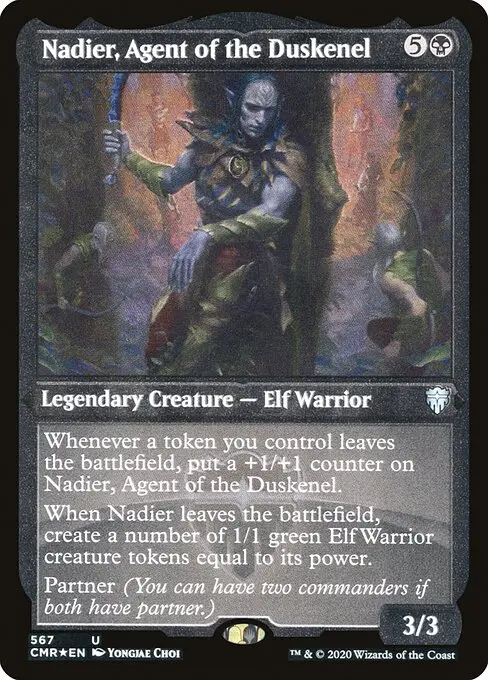 Nadier, Agent of the Duskenel 5
Legendary Creature — Elf Warrior
Whenever a token you control leaves
the battlefield, put a +1/+1 counter on
Nadier, Agent of the Duskenel.
When Nadier leaves the battlefield,
create a number of 1/1 green Elf Warrior
creature tokens equal to its power.
Partner (You can have two commanders if
both have partner.)
3/3
567 U
CMR★EN Yongjae Choi
™ & © 2020 Wizards of the Coast